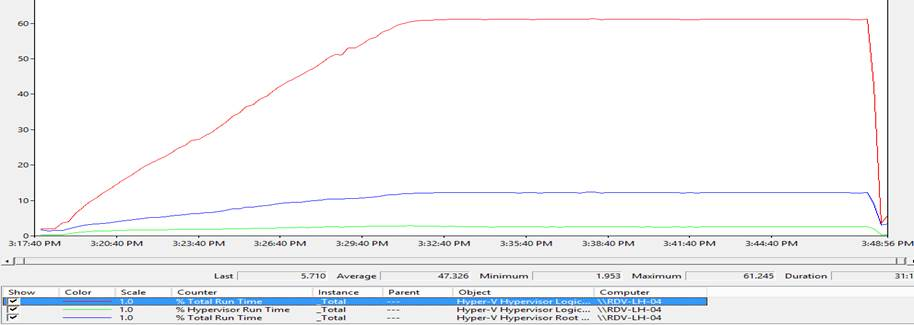 60
50
40
30
20
10
0
3:17:40 PM 3:20:40 PM 3:23:40 PM 3:26:40 PM 3:29:40 PM 3:32:40 PM 3:35:40 PM 3:38:40 PM 3:41:40 PM 3:44:40 PM 3:48:56 PM
Last 5.710 Average 47.326 Minimum 1.953 Maximum 61.245 Duration 31:1
Show Color Scale Counter Instance Parent Object Computer
1.0 % Total Run Time _Total --- Hyper-V Hypervisor Logic... \\RDV-LH-04
1.0 % Hypervisor Run Time _Total --- Hyper-V Hypervisor Logic... \\RDV-LH-04
1.0 % Total Run Time _Total --- Hyper-V Hypervisor Root ... \\RDV-LH-04